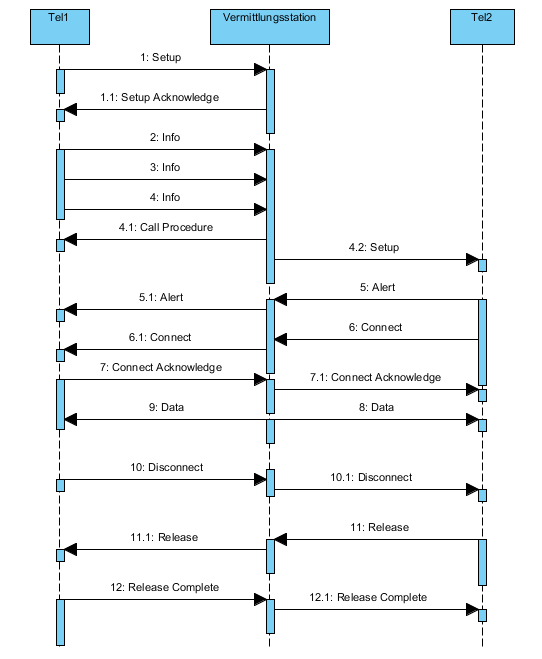 Tel1
Vermittlungsstation
Tel2
1: Setup
1.1: Setup Acknowledge
2: Info
3: Info
4: Info
4.1: Call Procedure
4.2: Setup
5: Alert
5.1: Alert
6: Connect
6.1: Connect
7: Connect Acknowledge
7.1: Connect Acknowledge
9: Data
8: Data
10: Disconnect
10.1: Disconnect
11: Release
11.1: Release
12: Release Complete
12.1: Release Complete